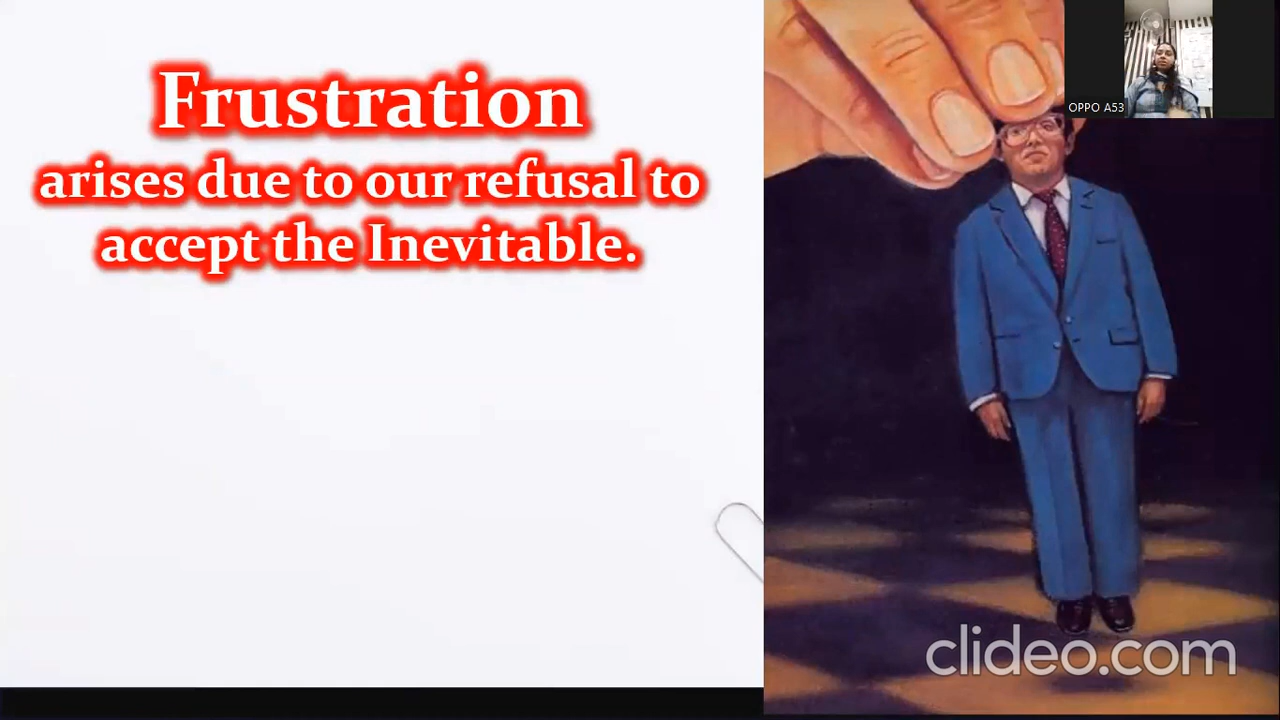 Frustration
arises due to our refusal to
accept the Inevitable.
OPPO A53
clideo.com